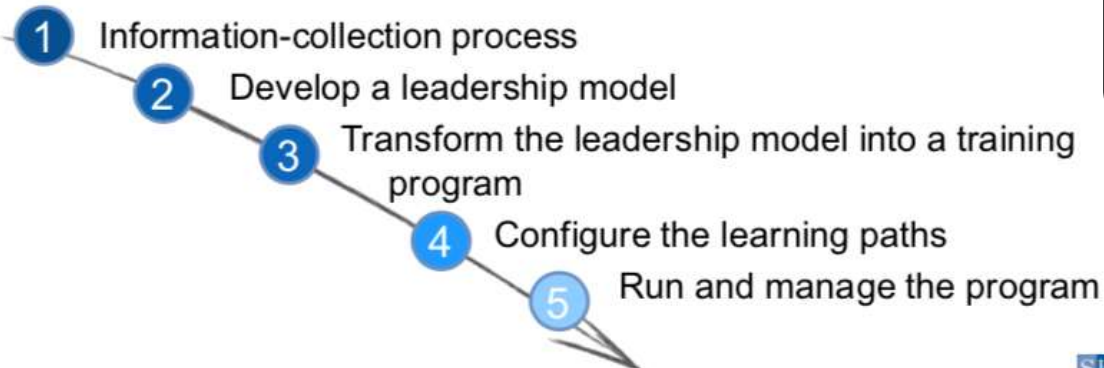 1 Information-collection process
2 Develop a leadership model
3 Transform the leadership model into a training
program
4 Configure the learning paths
5 Run and manage the program